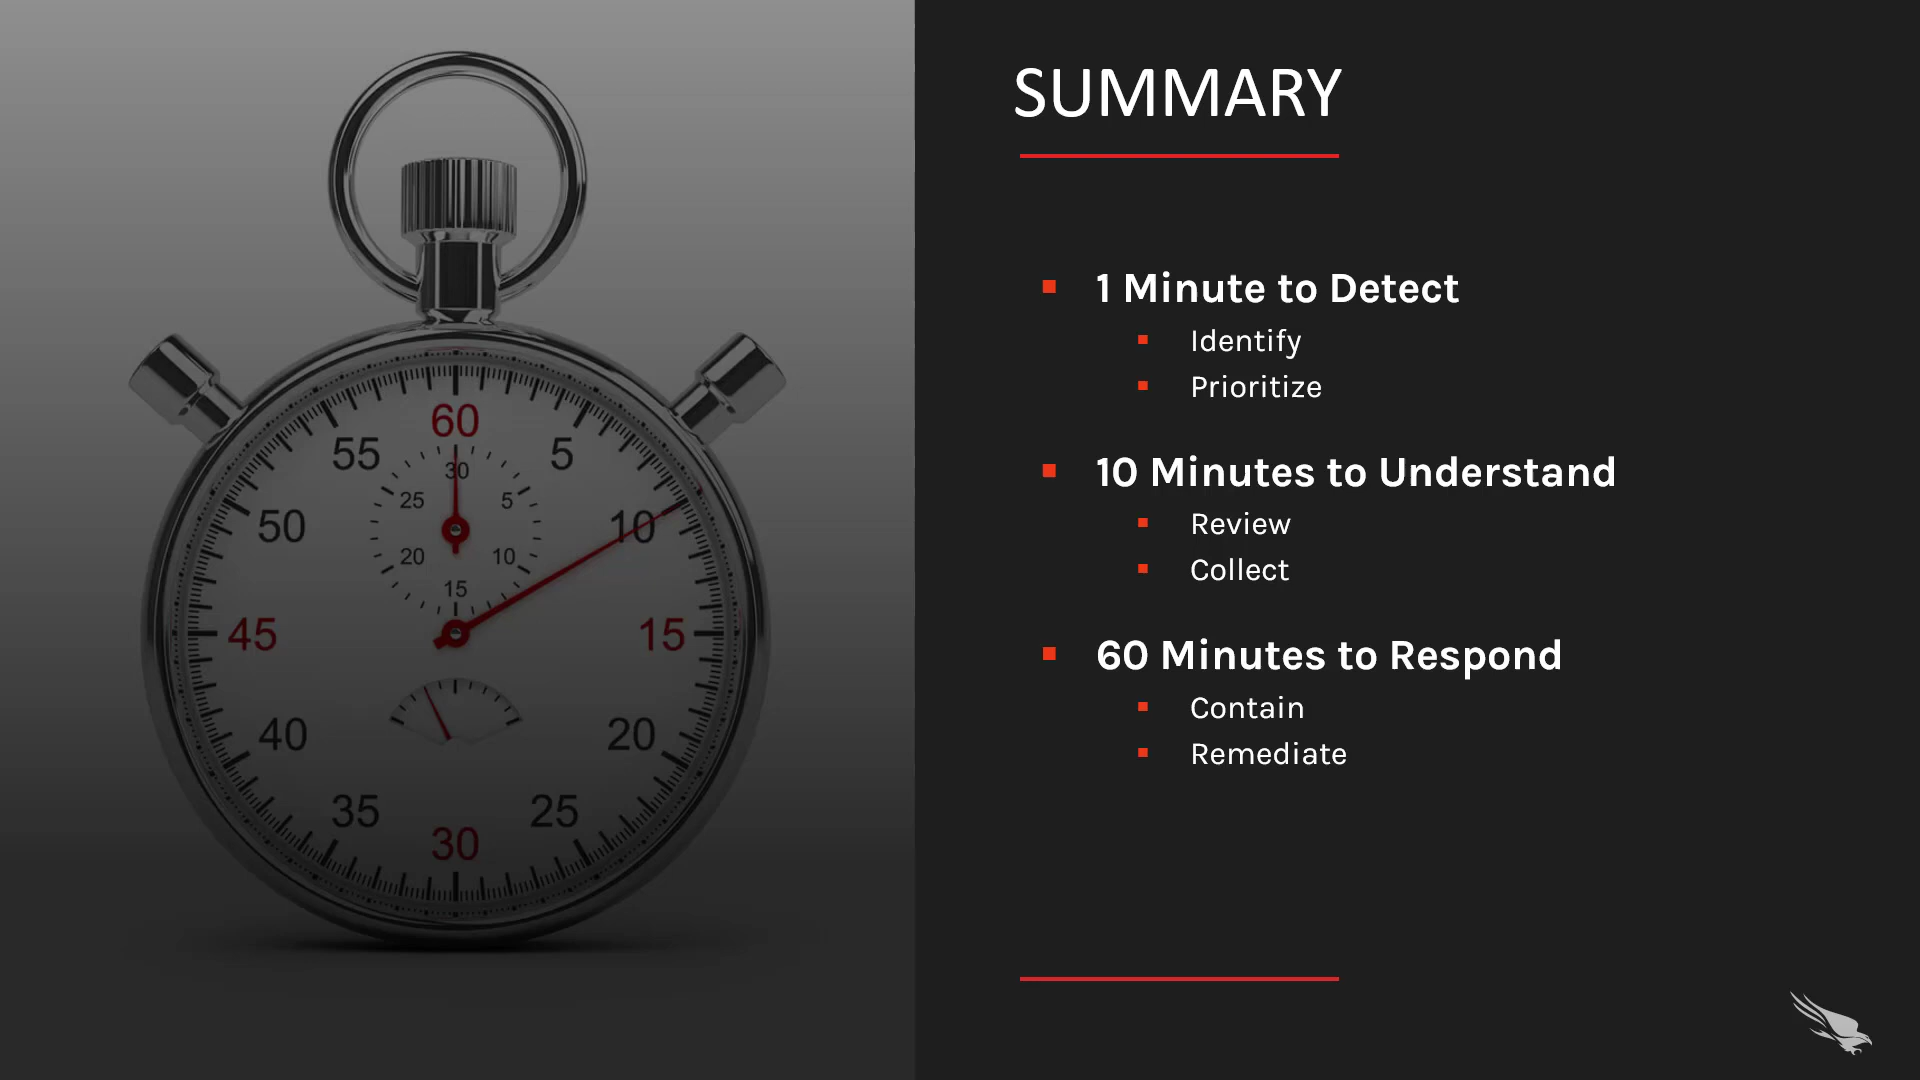 SUMMARY
1 Minute to Detect
Identify
Prioritize
10 Minutes to Understand
Review
Collect
60 Minutes to Respond
Contain
Remediate
60
55
5
50
10
45
15
40
20
35
25
30
30
25
5
20
10
15